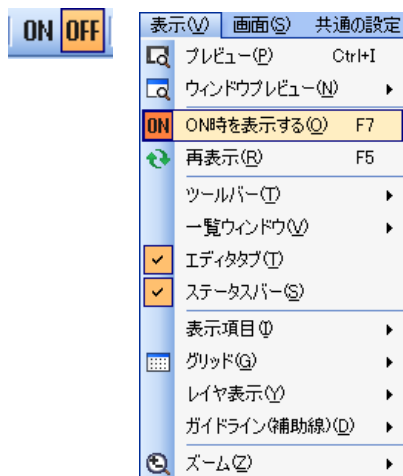 ON OFF
表示(V) 画面(S) 共通の設定
プレビュー(P) Ctrl+I
ウィンドウプレビュー(N)
ON ON時を表示する(O) F7
再表示(R) F5
ツールバー(T)
一覧ウィンドウ(V)
エディタタブ(T)
ステータスバー(S)
表示項目(I)
グリッド(G)
レイヤ表示(Y)
ガイドライン(補助線)(D)
ズーム(Z)